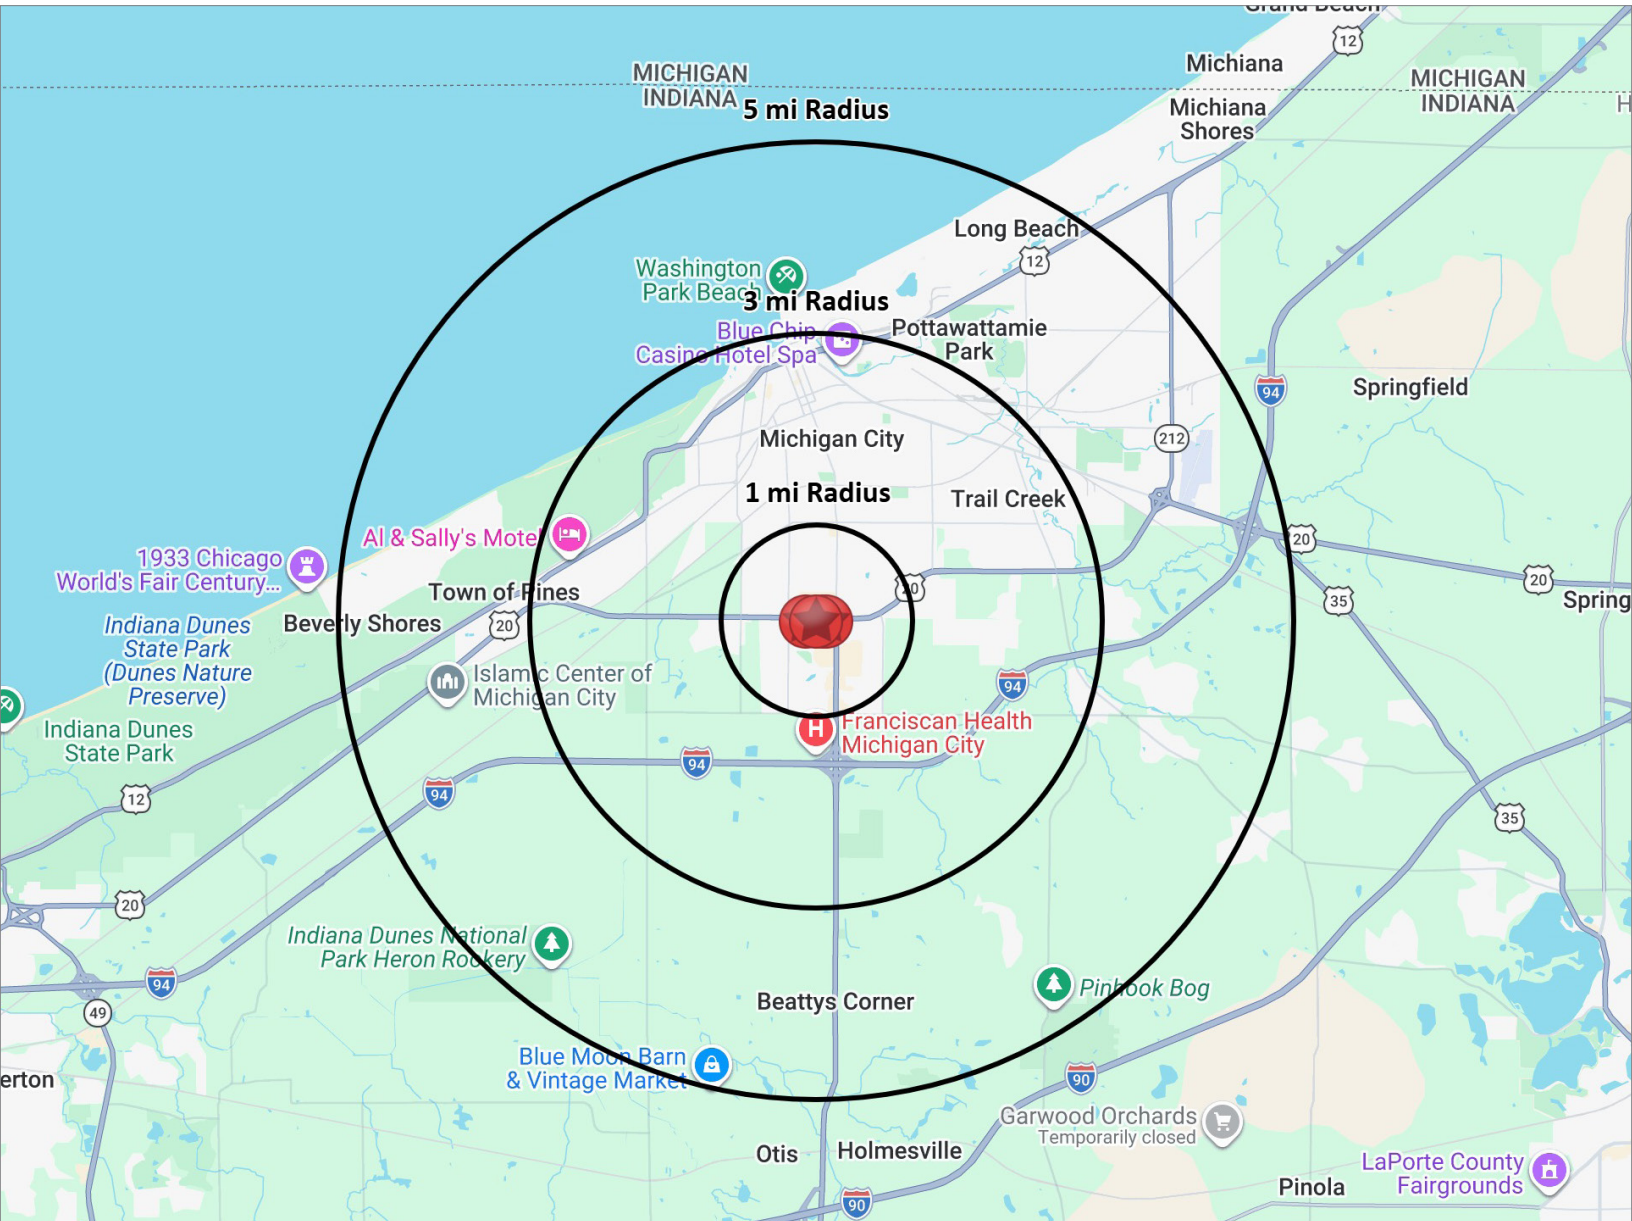 Grand Beach
12
Michiana
MICHIGAN
INDIANA
MICHIGAN
INDIANA
5 mi Radius
Michiana
Shores
H
Long Beach
12
Washington
Park Beach
3 mi Radius
Blue Chip
Casino Hotel Spa
Pottawattamie
Park
94
Springfield
Michigan City
212
1 mi Radius
Trail Creek
Al & Sally's Motel
20
1933 Chicago
World's Fair Century...
20
Town of Pines
20
35
Spring
Indiana Dunes
State Park
(Dunes Nature
Preserve)
Beverly Shores
20
Islamic Center of
Michigan City
94
Indiana Dunes
State Park
H
Franciscan Health
Michigan City
94
94
12
35
20
Indiana Dunes National
Park Heron Rookery
94
Pinhook Bog
Beattys Corner
49
Blue Moon Barn
& Vintage Market
erton
90
Garwood Orchards
Temporarily closed
Otis
Holmesville
LaPorte County
Fairgrounds
Pinola
90